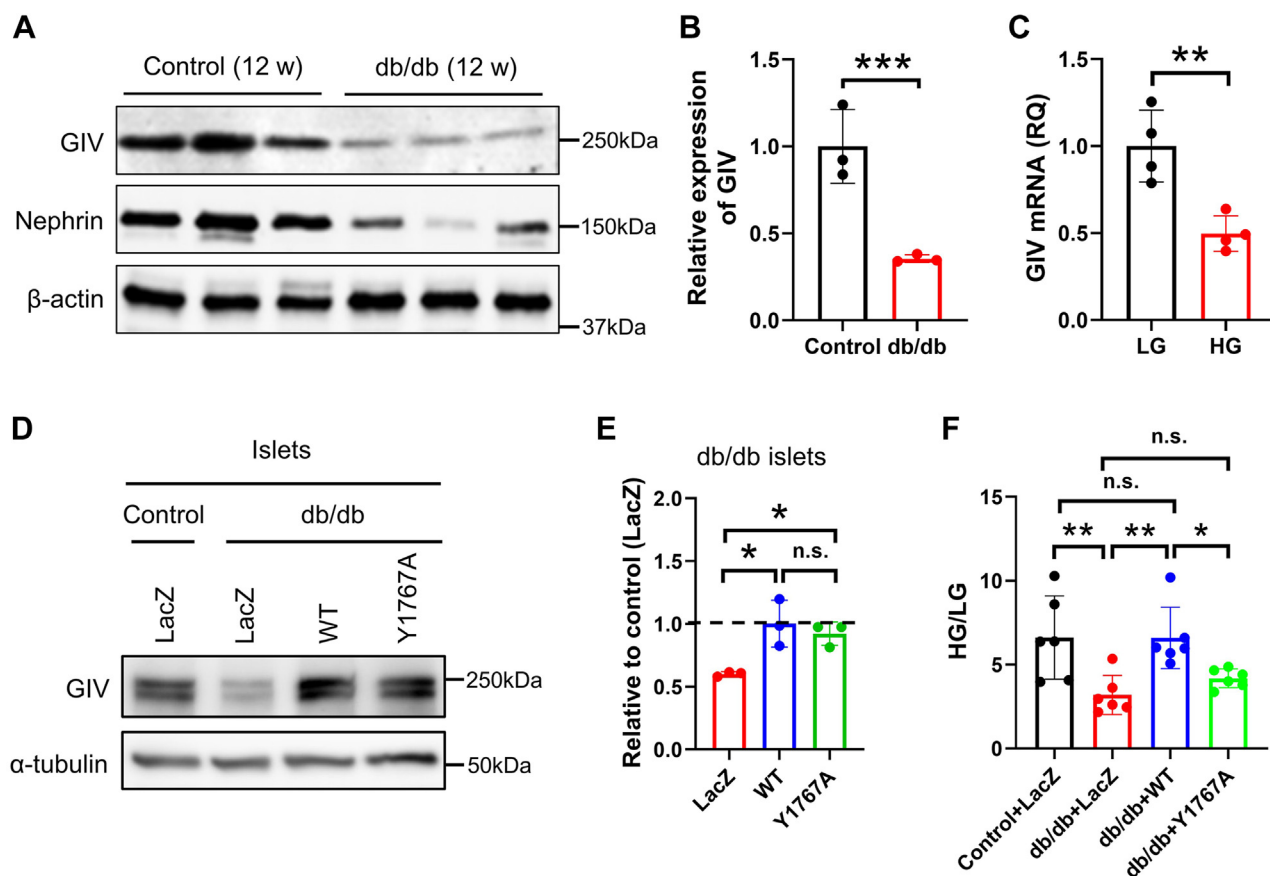 A
Control (12 w)
db/db (12 w)
GIV
250kDa
Nephrin
150kDa
β-actin
37kDa
B
Relative expression
of GIV
1.5
1.0
0.5
0.0
***
Control db/db
C
GIV mRNA (RQ)
1.5
1.0
0.5
0.0
**
LG HG
D
Islets
Control
db/db
LacZ
LacZ
WT
Y1767A
GIV
250kDa
α-tubulin
50kDa
E
db/db islets
Relative to control (LacZ)
2.0
1.5
1.0
0.5
0.0
*
*
n.s.
LacZ
WT
Y1767A
F
n.s.
n.s.
HG/LG
15
10
5
0
**
**
*
Control+LacZ
db/db+LacZ
db/db+WT
db/db+Y1767A